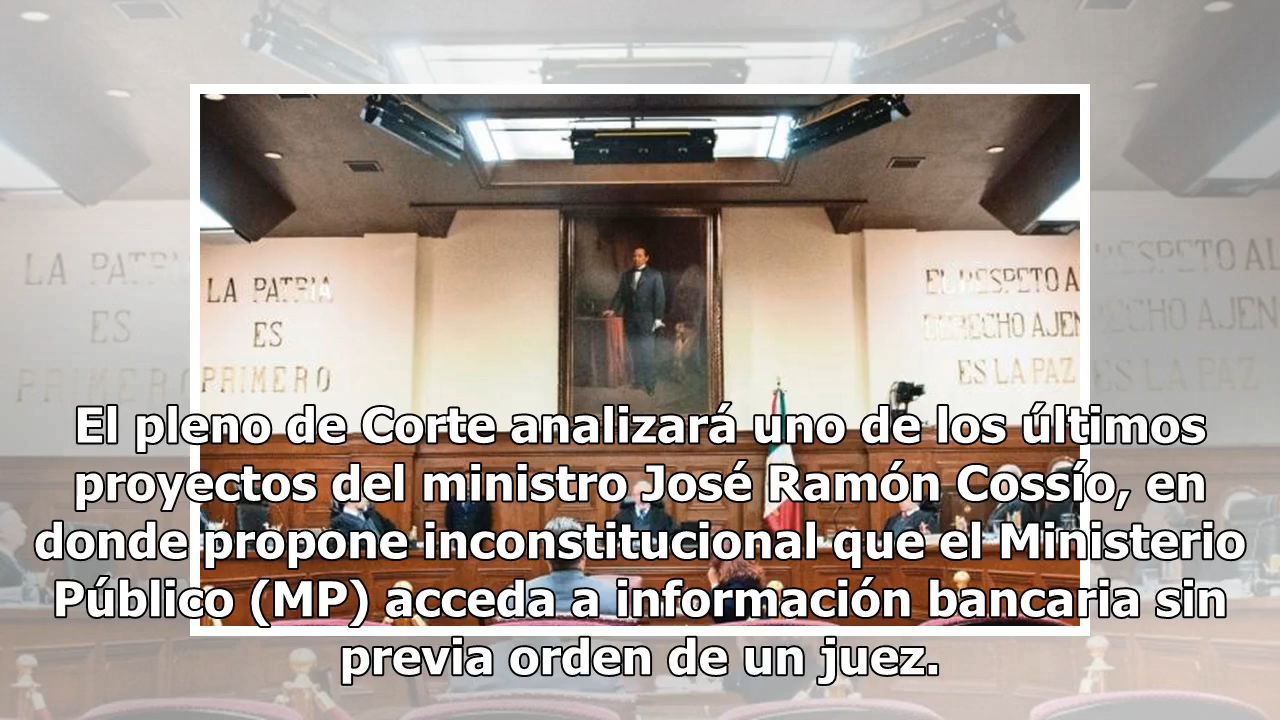 LA PATRIA
ES
PRIMERO
EL RESPETO A
DERECHO AJEN
ES LA PAZ
El pleno de Corte analizará uno de los últimos
proyectos del ministro José Ramón Cossío, en
donde propone inconstitucional que el Ministerio
Público (MP) acceda a información bancaria sin
previa orden de un juez.